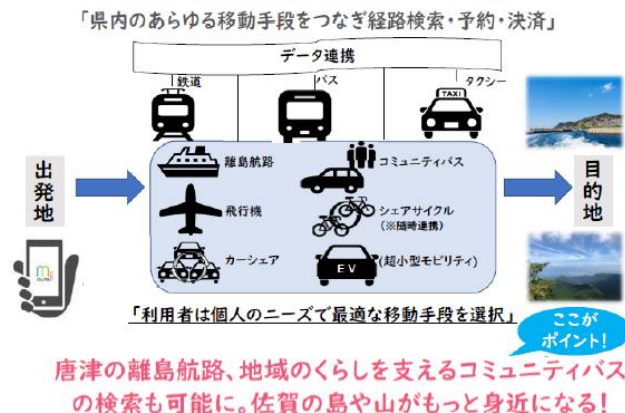 「県内のあらゆる移動手段をつなぎ経路検索・予約・決済」
データ連携
鉄道
バス
タクシー
TAXI
出発地
離島航路
コミュニティバス
飛行機
シェアサイクル
(※随時連携)
カーシェア
EV
(超小型モビリティ)
目的地
「利用者は個人のニーズで最適な移動手段を選択」
ここが
ポイント!
唐津の離島航路、地域のくらしを支えるコミュニティバス
の検索も可能に。佐賀の島や山がもっと身近になる!